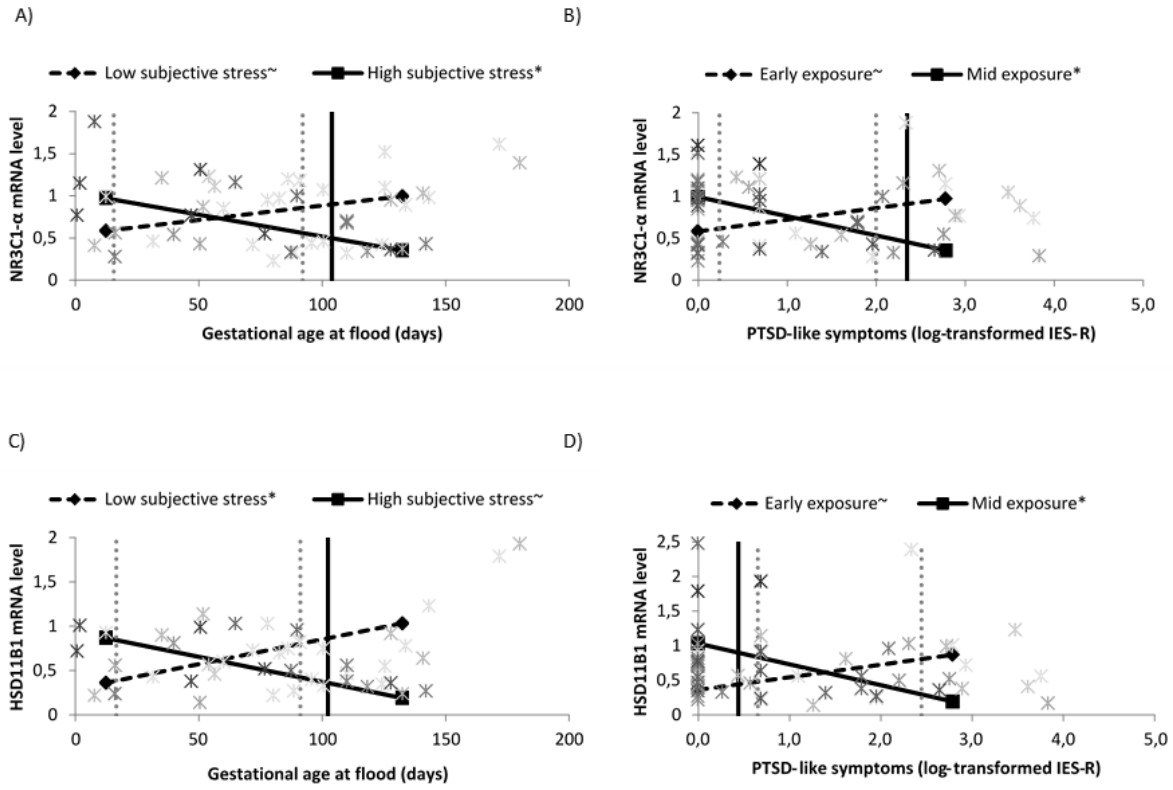 A)
Low subjective stress~ High subjective stress*
NR3C1-α mRNA level
2
1,5
1
0,5
0
0 50 100 150 200
Gestational age at flood (days)
B)
Early exposure~ Mid exposure*
NR3C1-α mRNA level
2
1,5
1
0,5
0
0,0 1,0 2,0 3,0 4,0 5,0
PTSD-like symptoms (log-transformed IES-R)
C)
Low subjective stress* High subjective stress~
HSD11B1 mRNA level
2
1,5
1
0,5
0
0 50 100 150 200
Gestational age at flood (days)
D)
Early exposure~ Mid exposure*
HSD11B1 mRNA level
2,5
2
1,5
1
0,5
0
0,0 1,0 2,0 3,0 4,0 5,0
PTSD-like symptoms (log-transformed IES-R)